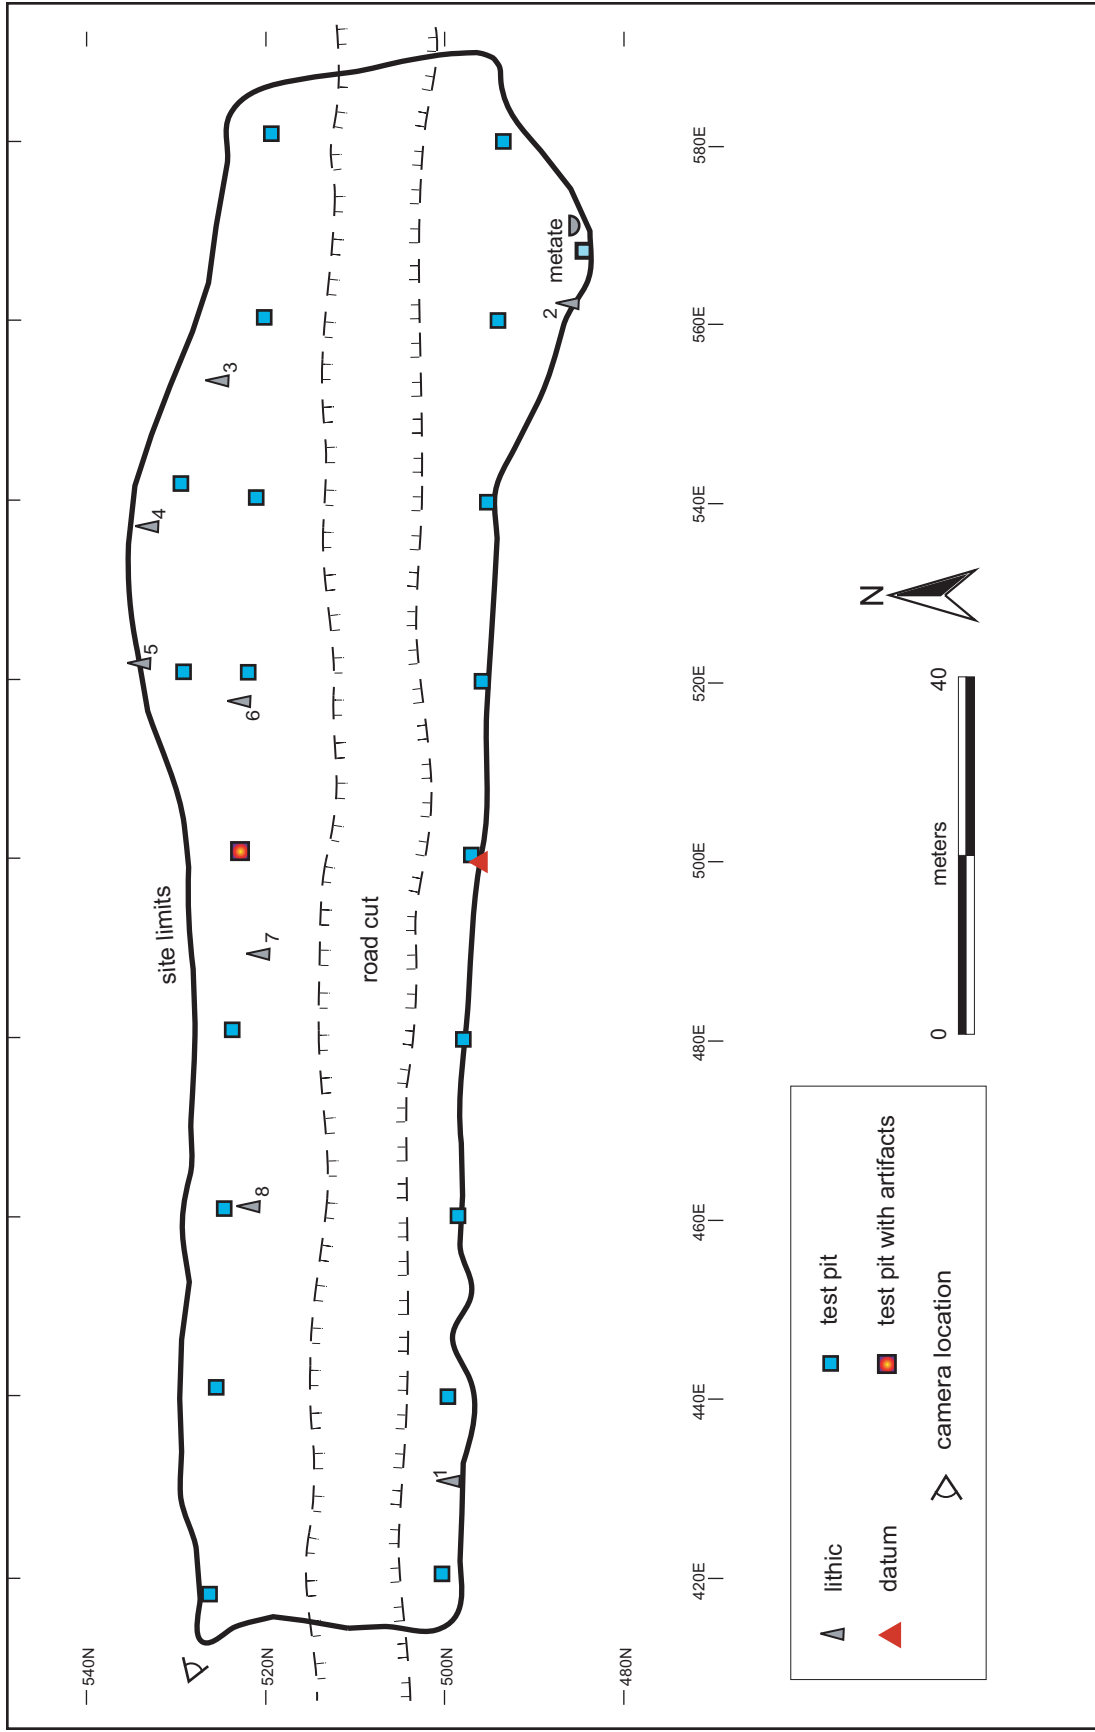 540N
520N
500N
480N
420E
440E
460E
480E
500E
520E
540E
560E
580E
site limits
road cut
metate
1
2
3
4
5
6
7
8
N
0
meters
40
lithic
test pit
datum
test pit with artifacts
camera location